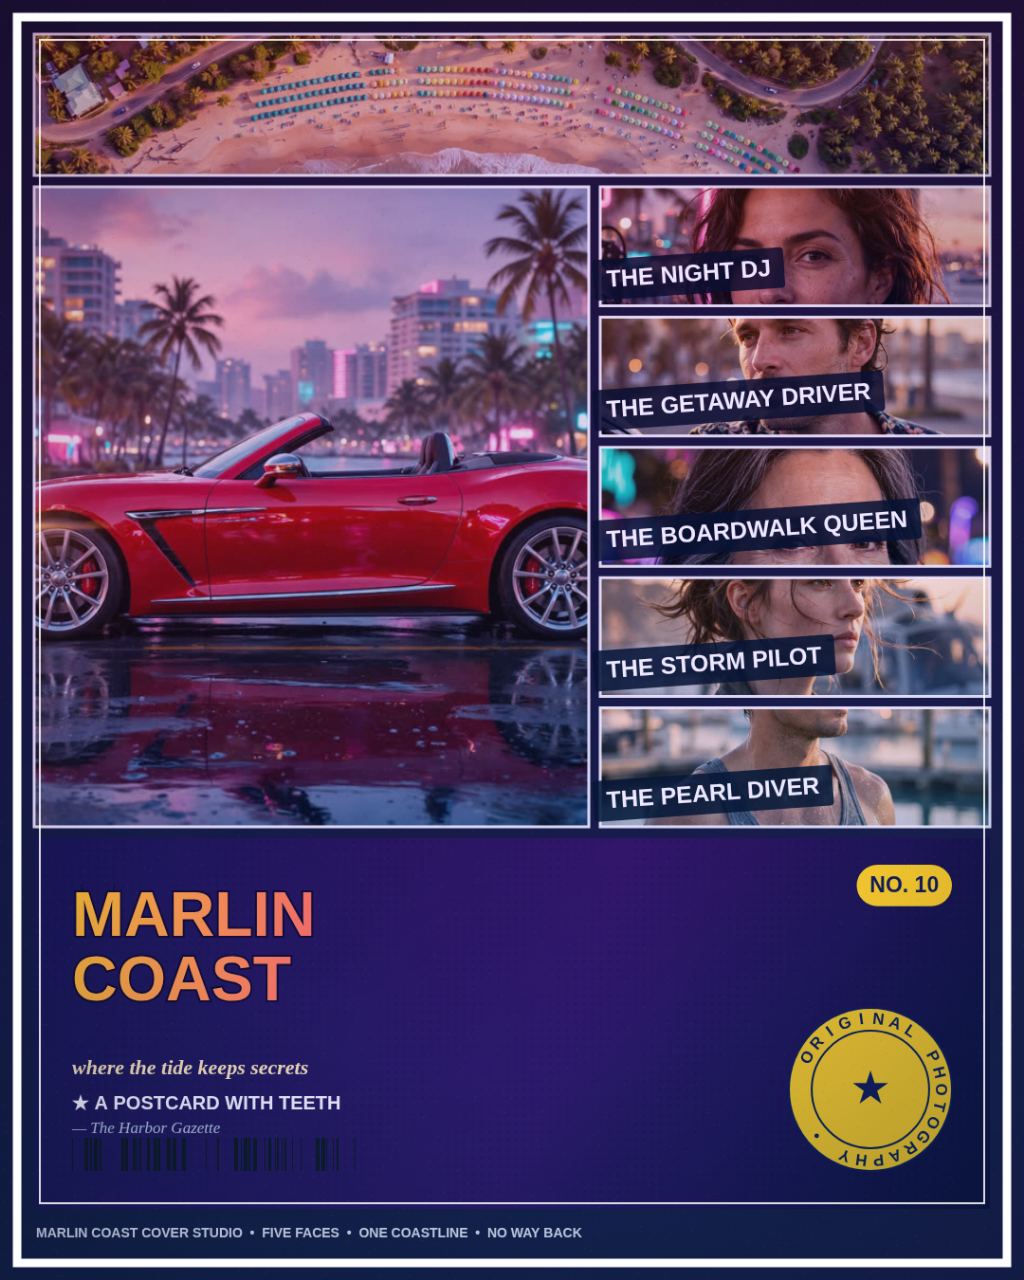 THE NIGHT DJ
THE GETAWAY DRIVER
THE BOARDWALK QUEEN
THE STORM PILOT
THE PEARL DIVER
NO. 10
MARLIN
COAST
where the tide keeps secrets
★ A POSTCARD WITH TEETH
— The Harbor Gazette
ORIGINAL PHOTOGRAPHY •
★
MARLIN COAST COVER STUDIO • FIVE FACES • ONE COASTLINE • NO WAY BACK